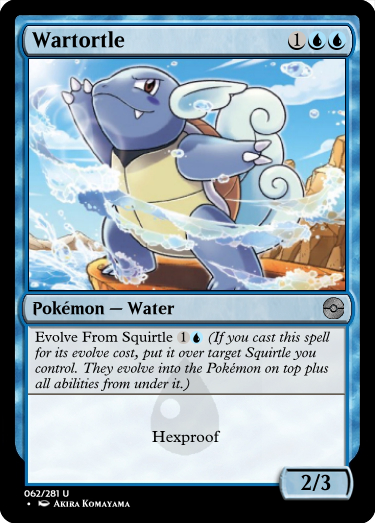 Wartortle 1
Pokémon — Water
Evolve From Squirtle 1 (If you cast this spell
for its evolve cost, put it over target Squirtle you
control. They evolve into the Pokémon on top plus
all abilities from under it.)
Hexproof
2/3
062/281 U
• Akira Komayama